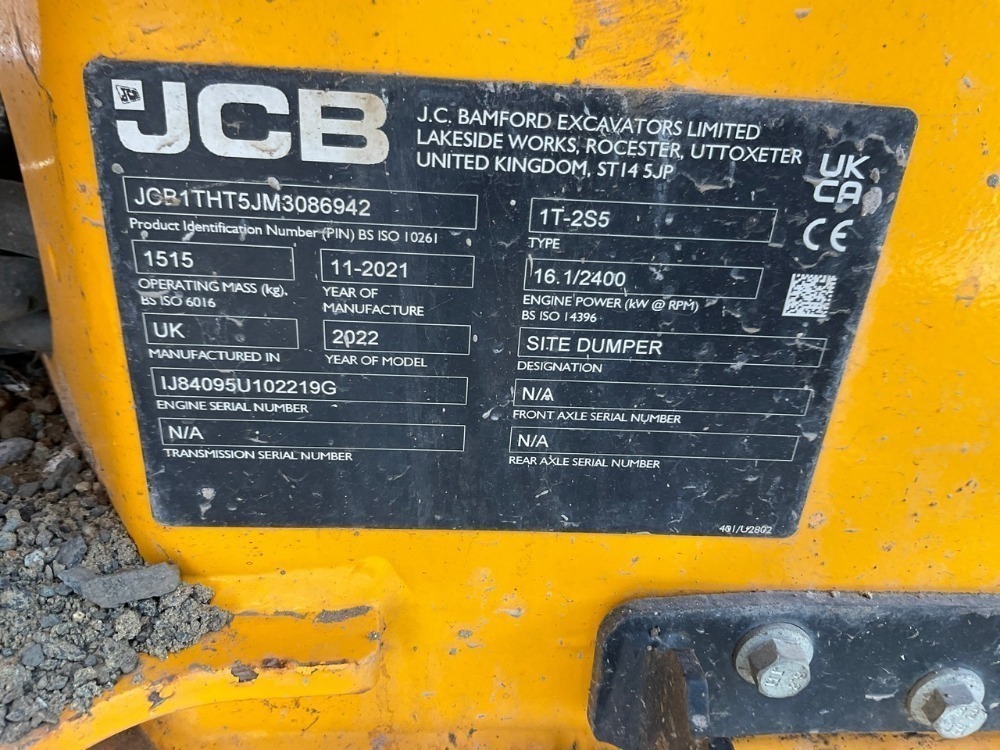 JCB
J.C. BAMFORD EXCAVATORS LIMITED
LAKESIDE WORKS, ROCESTER, UTTOXETER
UNITED KINGDOM, ST14 5JP
UK
CA
CE
JCB1THT5JM3086942
Product Identification Number (PIN) BS ISO 10261
1T-2S5
TYPE
1515
OPERATING MASS (kg),
BS ISO 6016
11-2021
YEAR OF
MANUFACTURE
16.1/2400
ENGINE POWER (kW @ RPM)
BS ISO 14396
UK
MANUFACTURED IN
2022
YEAR OF MODEL
SITE DUMPER
DESIGNATION
IJ84095U102219G
ENGINE SERIAL NUMBER
N/A
FRONT AXLE SERIAL NUMBER
N/A
TRANSMISSION SERIAL NUMBER
N/A
REAR AXLE SERIAL NUMBER